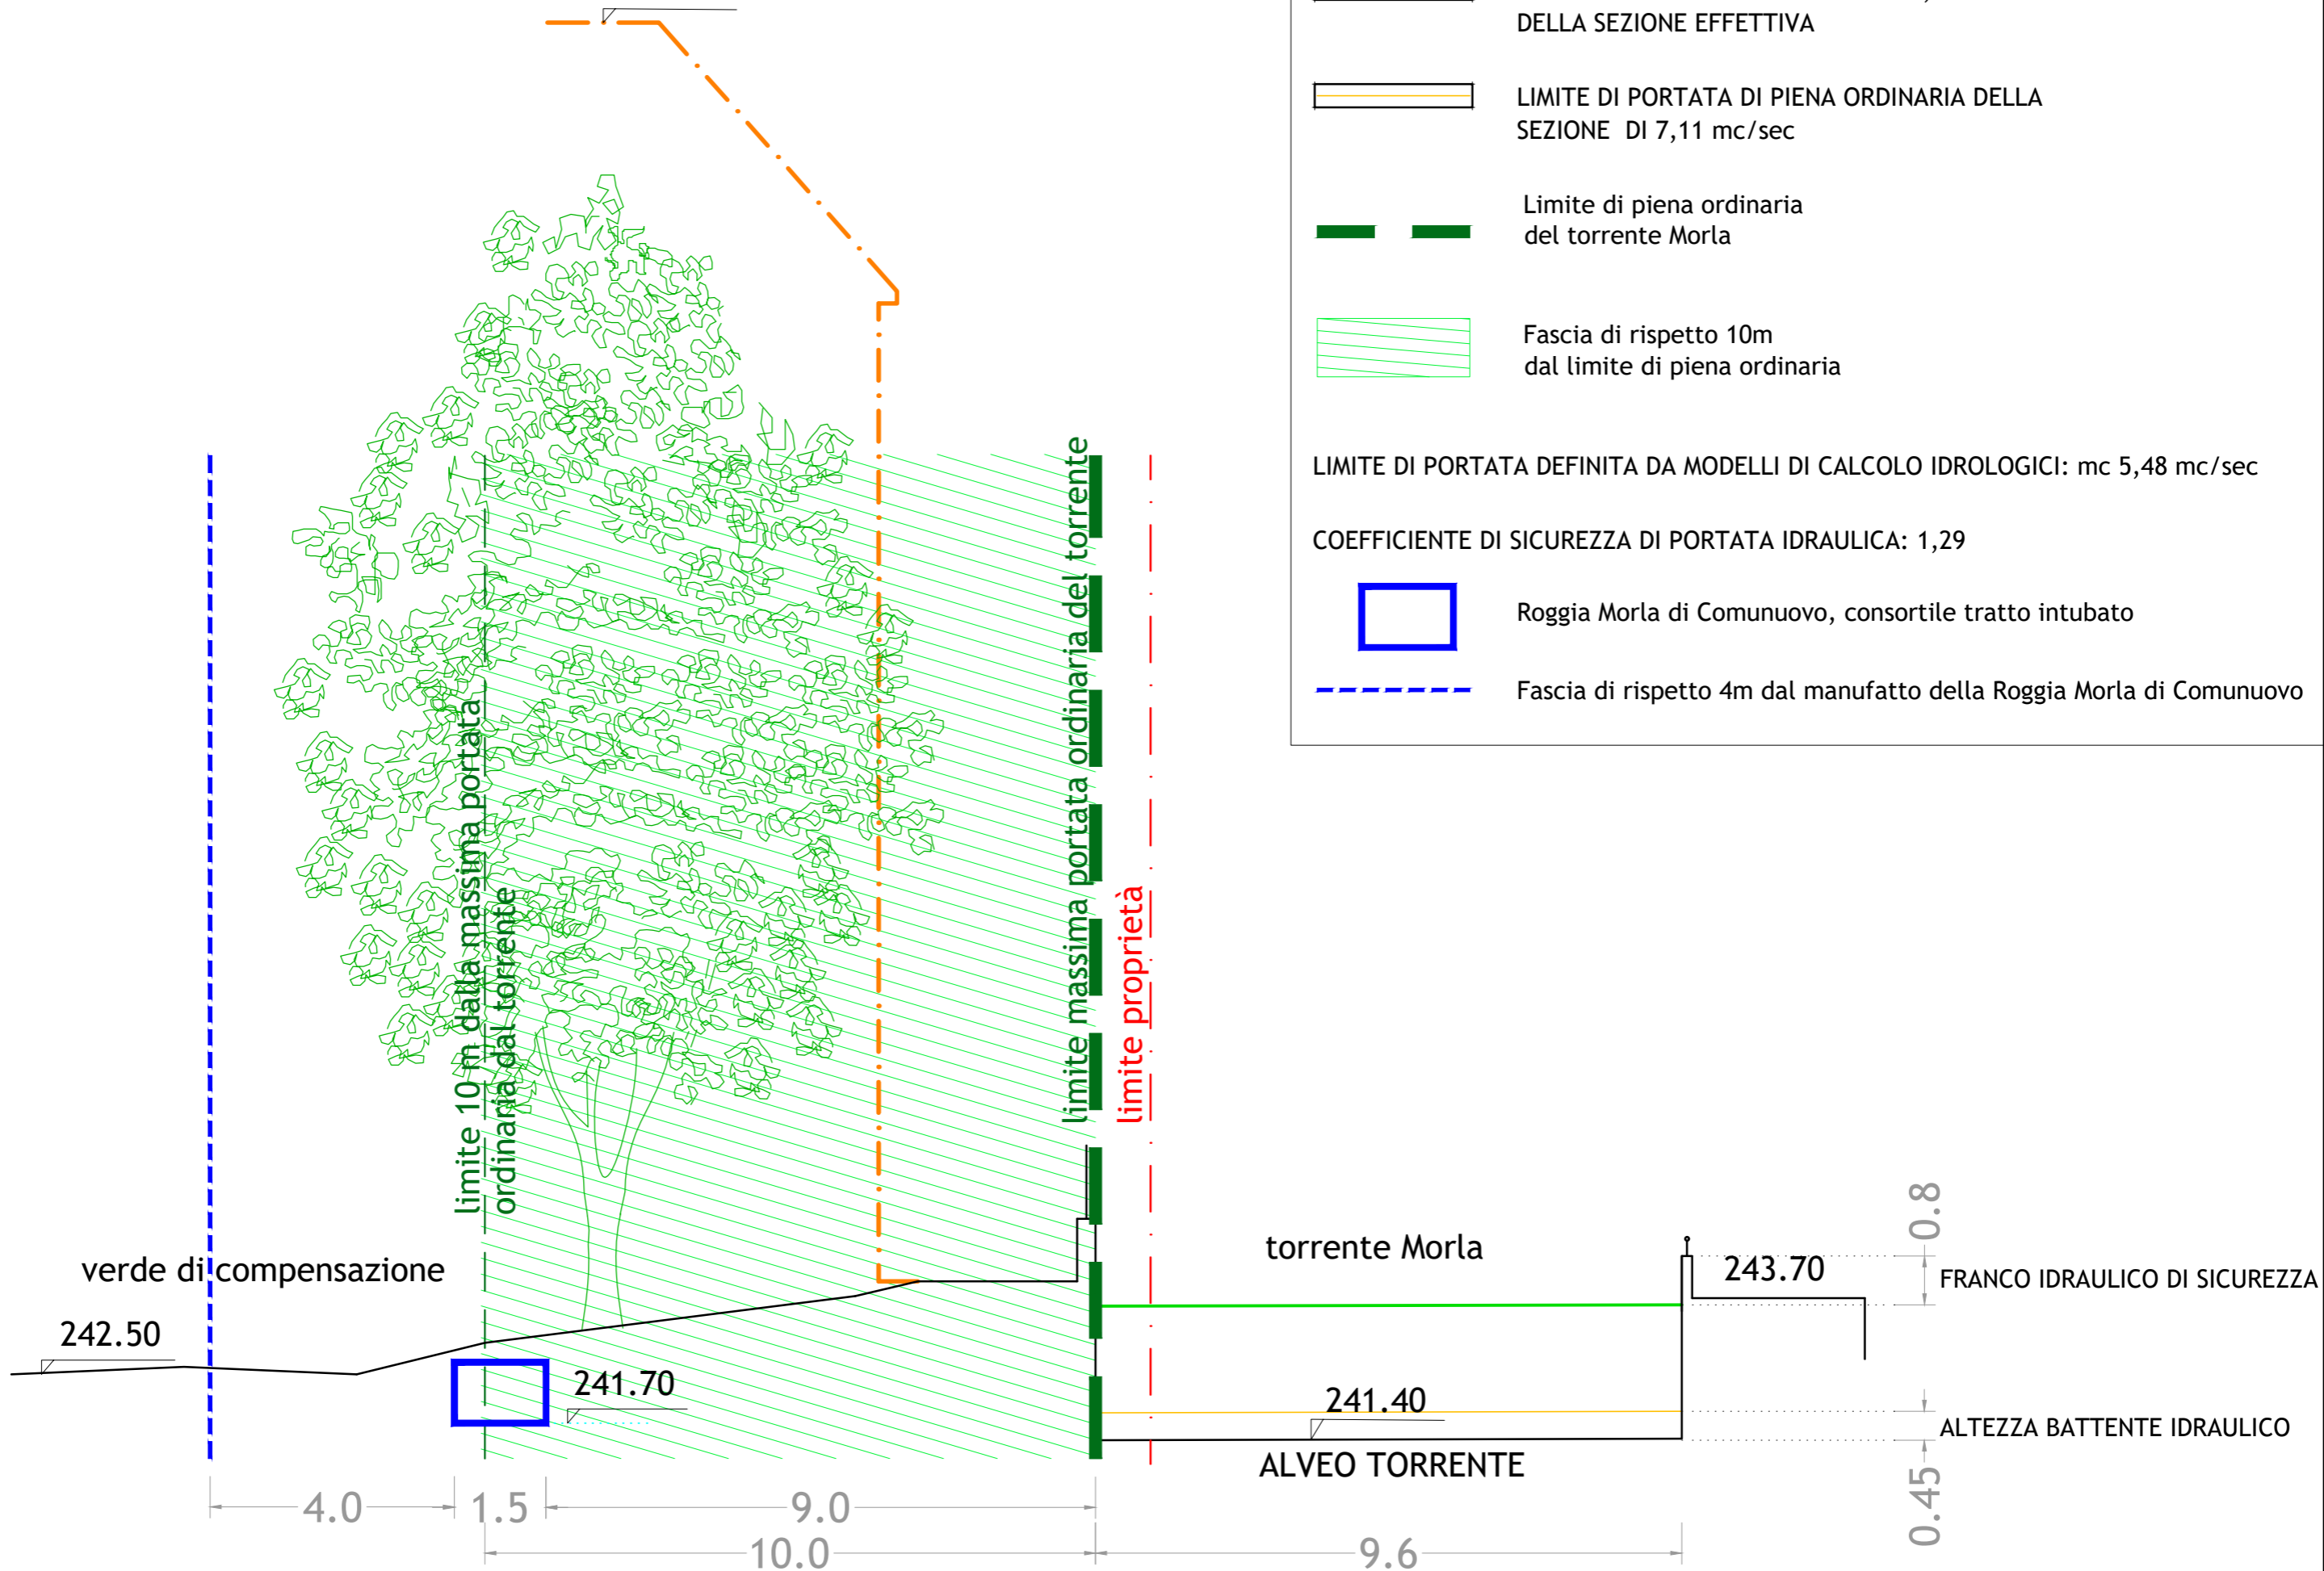 DELLA SEZIONE EFFETTIVA
LIMITE DI PORTATA DI PIENA ORDINARIA DELLA
SEZIONE DI 7,11 mc/sec
Limite di piena ordinaria
del torrente Morla
Fascia di rispetto 10m
dal limite di piena ordinaria
LIMITE DI PORTATA DEFINITA DA MODELLI DI CALCOLO IDROLOGICI: mc 5,48 mc/sec
COEFFICIENTE DI SICUREZZA DI PORTATA IDRAULICA: 1,29
Roggia Morla di Comunuovo, consortile tratto intubato
Fascia di rispetto 4m dal manufatto della Roggia Morla di Comunuovo
limite 10 m dalla massima portata
ordinaria dal torrente
limite massima portata ordinaria del torrente
limite proprietà
verde di compensazione
242.50
241.70
torrente Morla
241.40
ALVEO TORRENTE
243.70
0.8
FRANCO IDRAULICO DI SICUREZZA
ALTEZZA BATTENTE IDRAULICO
0.45
4.0
1.5
9.0
10.0
9.6